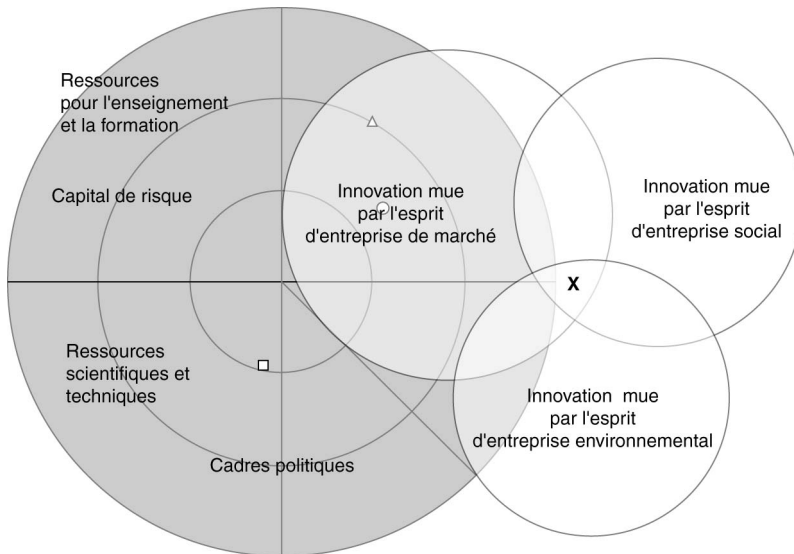 Ressources
pour l'enseignement
et la formation
Capital de risque
Innovation mue
par l'esprit
d'entreprise de marché
Innovation mue
par l'esprit
d'entreprise social
X
Ressources
scientifiques et
techniques
Innovation mue
par l'esprit
d'entreprise environnemental
Cadres politiques